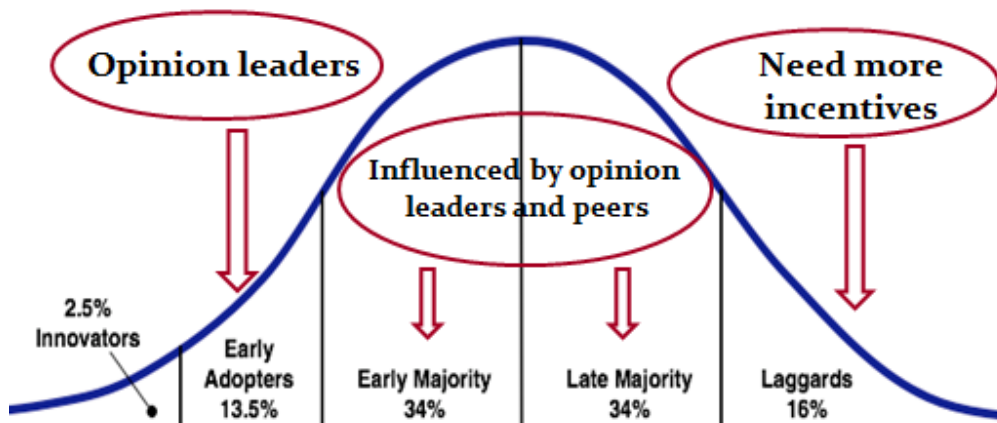 Opinion leaders
Need more
incentives
Influenced by opinion
leaders and peers
2.5%
Innovators
Early
Adopters
13.5%
Early Majority
34%
Late Majority
34%
Laggards
16%